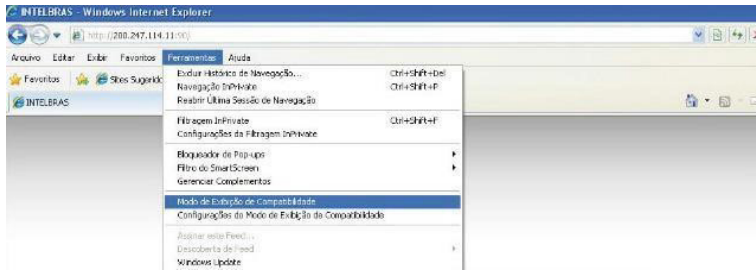 INTELBRAS - Windows Internet Explorer
http://200.247.114.11:90/
Arquivo Editar Exibir Favoritos Ferramentas Ajuda
Favoritos Sites Sugerido
INTELBRAS
Excluir Histórico de Navegação... Ctrl+Shift+Del
Navegação InPrivate Ctrl+Shift+P
Reabrir Última Sessão de Navegação
Filtragem InPrivate Ctrl+Shift+F
Configurações da Filtragem InPrivate
Bloqueador de Pop-ups
Filtro do SmartScreen
Gerenciar Complementos
Modo de Exibição de Compatibilidade
Configurações do Modo de Exibição de Compatibilidade
Assinar este Feed...
Descoberta de Feed
Windows Update